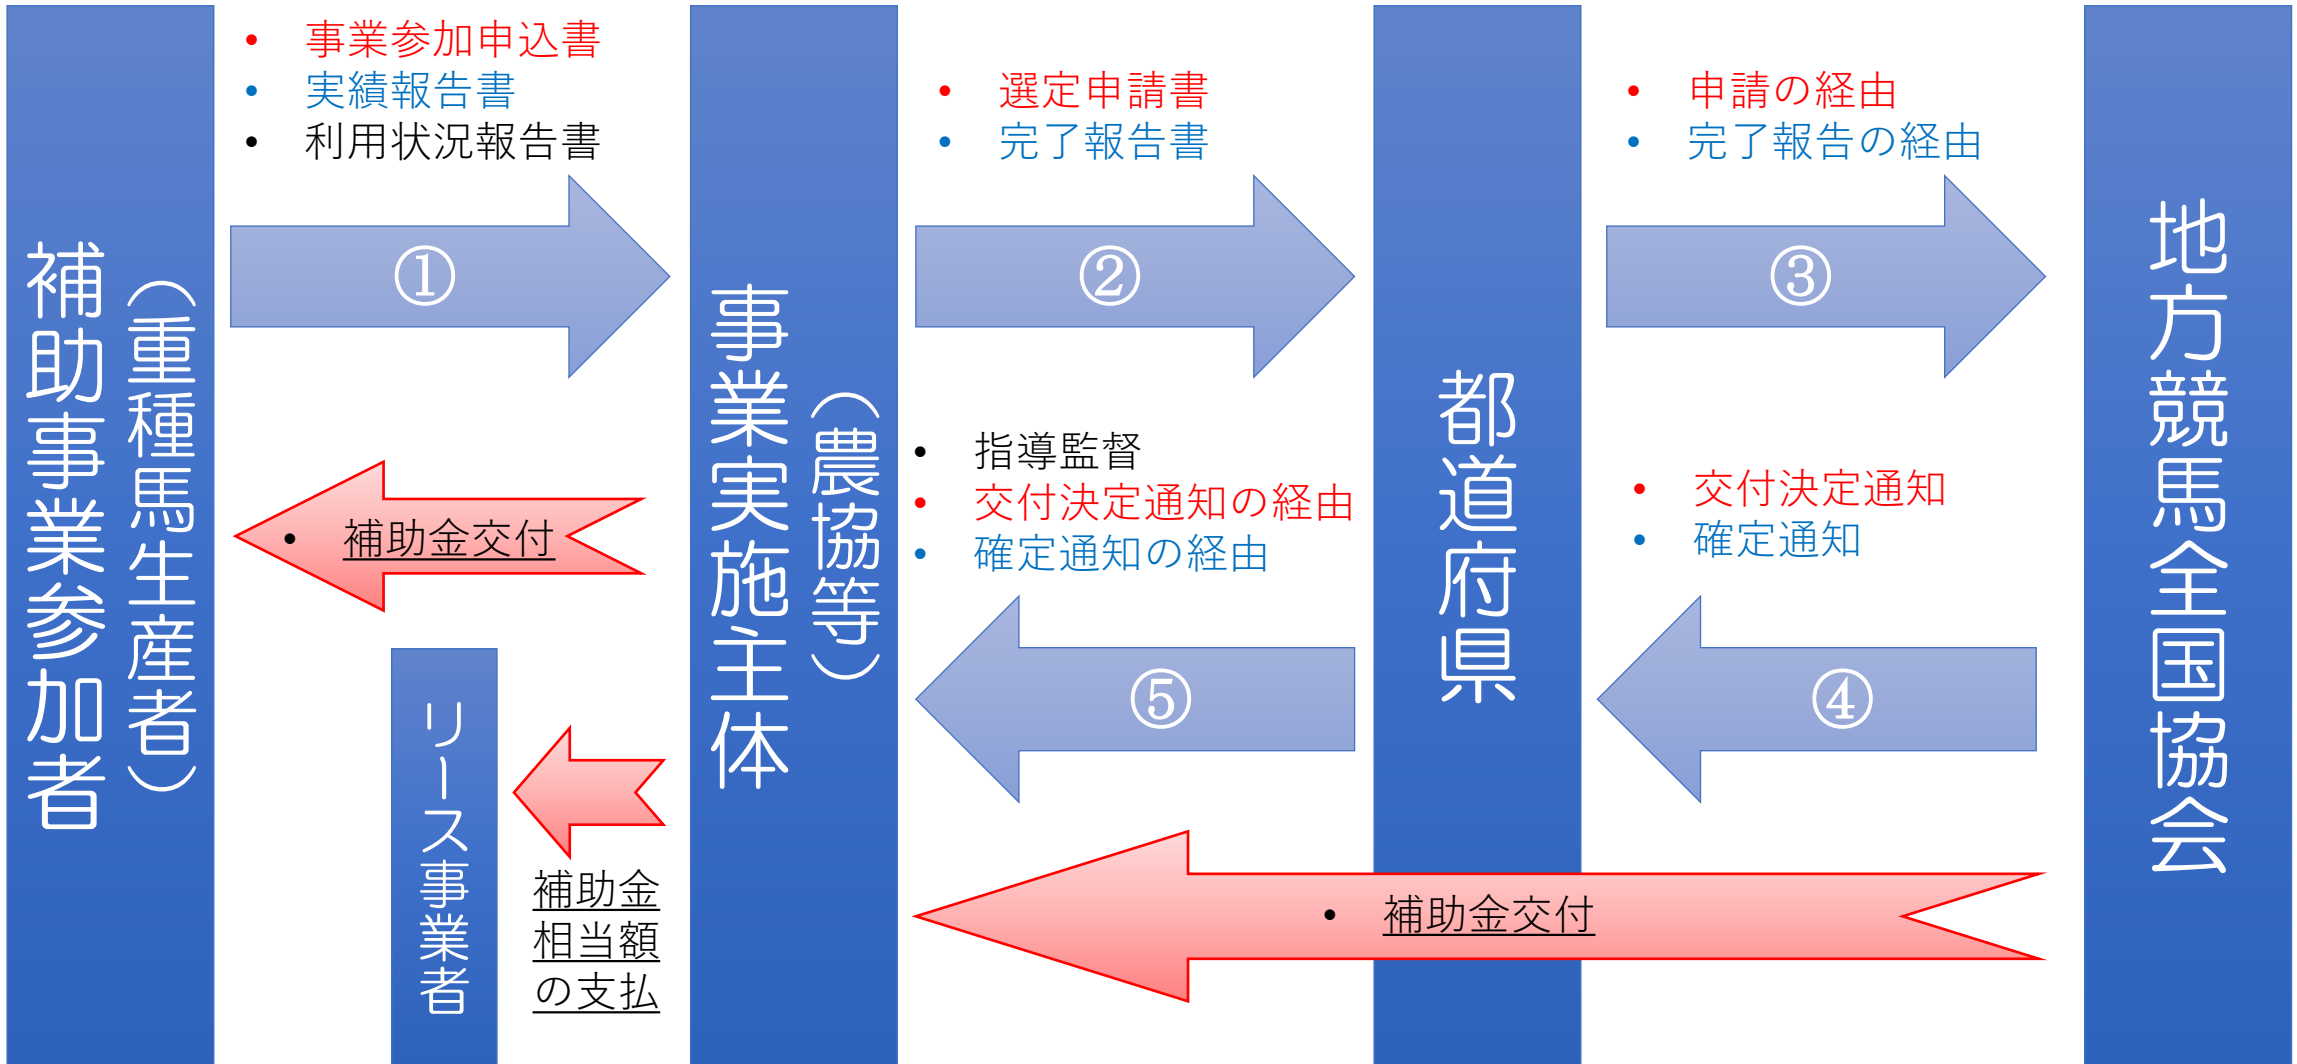 補助事業参加者
（重種馬生産者）
• 事業参加申込書
• 実績報告書
• 利用状況報告書
①
• 補助金交付
リース事業者
補助金
相当額
の支払
事業実施主体
（農協等）
• 選定申請書
• 完了報告書
②
• 指導監督
• 交付決定通知の経由
• 確定通知の経由
⑤
都道府県
• 申請の経由
• 完了報告の経由
③
• 交付決定通知
• 確定通知
④
• 補助金交付
地方競馬全国協会